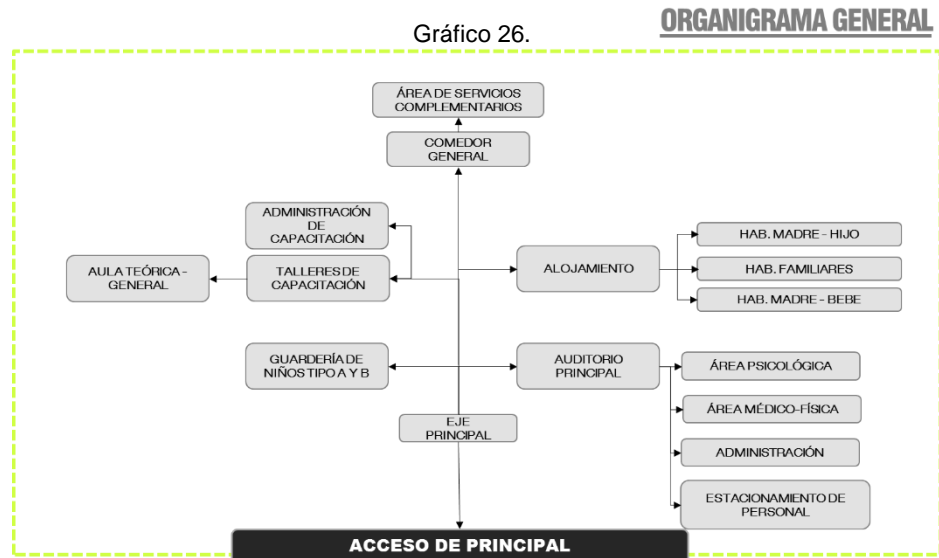 ORGANIGRAMA GENERAL
Gráfico 26.
ÁREA DE SERVICIOS
COMPLEMENTARIOS
COMEDOR
GENERAL
ADMINISTRACIÓN
DE
CAPACITACIÓN
AULA TEÓRICA -
GENERAL
TALLERES DE
CAPACITACIÓN
ALOJAMIENTO
HAB. MADRE - HIJO
HAB. FAMILIARES
HAB. MADRE - BEBE
GUARDERÍA DE
NIÑOS TIPO A Y B
AUDITORIO
PRINCIPAL
ÁREA PSICOLÓGICA
ÁREA MÉDICO-FÍSICA
ADMINISTRACIÓN
ESTACIONAMIENTO DE
PERSONAL
EJE
PRINCIPAL
ACCESO DE PRINCIPAL